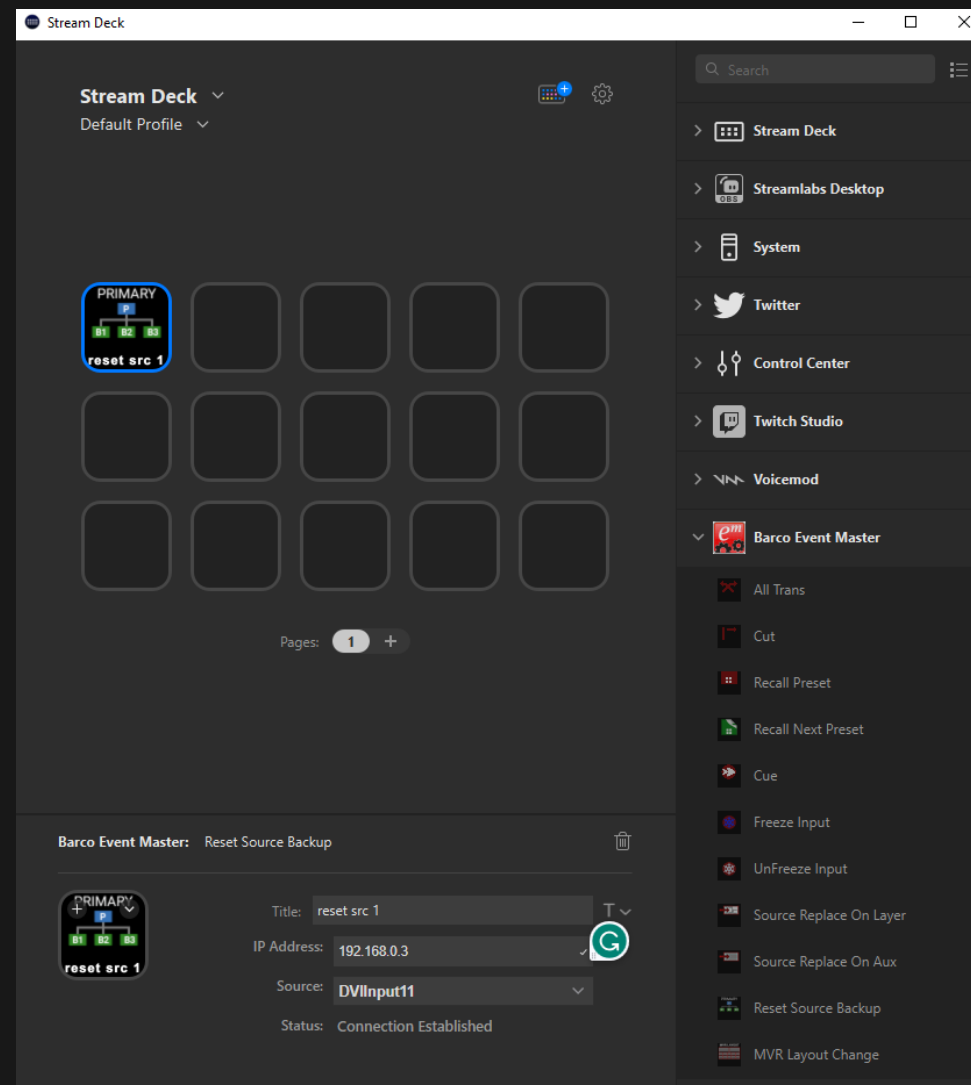 Stream Deck
Search
Stream Deck
Default Profile
Stream Deck
OBS
Streamlabs Desktop
System
Twitter
PRIMARY
P
B1 B2 B3
reset src 1
Control Center
Twitch Studio
Voicemod
em
Barco Event Master
All Trans
Cut
Pages: 1 +
Recall Preset
Recall Next Preset
Cue
Freeze Input
Barco Event Master: Reset Source Backup
UnFreeze Input
PRIMARY
P
B1 B2 B3
reset src 1
Title: reset src 1
T
Source Replace On Layer
IP Address: 192.168.0.3
G
Source Replace On Aux
Source: DVIInput11
Reset Source Backup
Status: Connection Established
MVR Layout Change